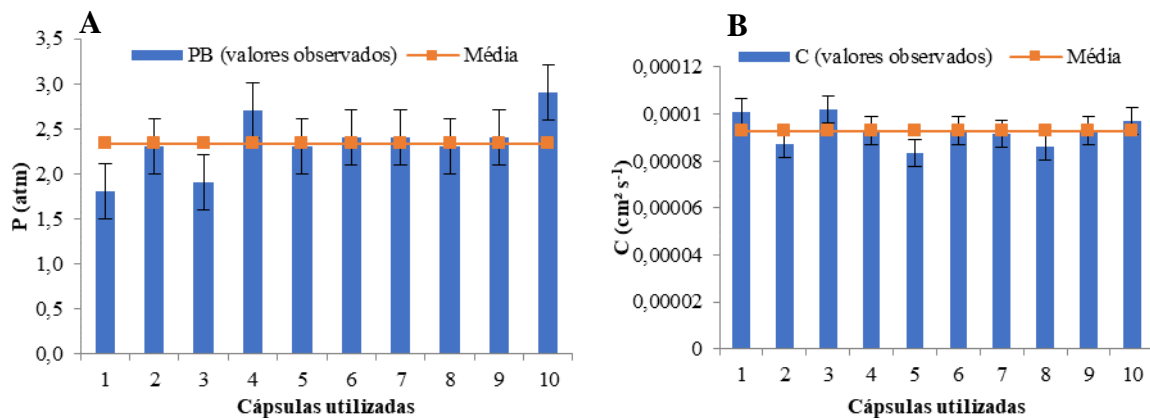 A
PB (valores observados) Média
3,5
3,0
2,5
2,0
1,5
1,0
0,5
0,0
P (atm)
1 2 3 4 5 6 7 8 9 10
Cápsulas utilizadas
B
C (valores observados) Média
0,00012
0,0001
0,00008
0,00006
0,00004
0,00002
0
C (cm² s⁻¹)
1 2 3 4 5 6 7 8 9 10
Cápsulas utilizadas